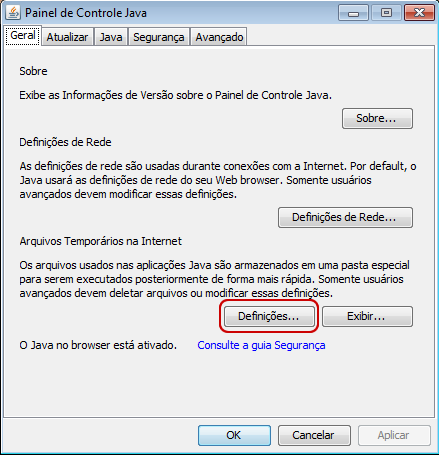 Painel de Controle Java
Geral Atualizar Java Segurança Avançado
Sobre
Exibe as Informações de Versão sobre o Painel de Controle Java.
Sobre...
Definições de Rede
As definições de rede são usadas durante conexões com a Internet. Por default, o
Java usará as definições de rede do seu Web browser. Somente usuários
avançados devem modificar essas definições.
Definições de Rede...
Arquivos Temporários na Internet
Os arquivos usados nas aplicações Java são armazenados em uma pasta especial
para serem executados posteriormente de forma mais rápida. Somente usuários
avançados devem deletar arquivos ou modificar essas definições.
Definições... Exibir...
O Java no browser está ativado. Consulte a guia Segurança
OK Cancelar Aplicar